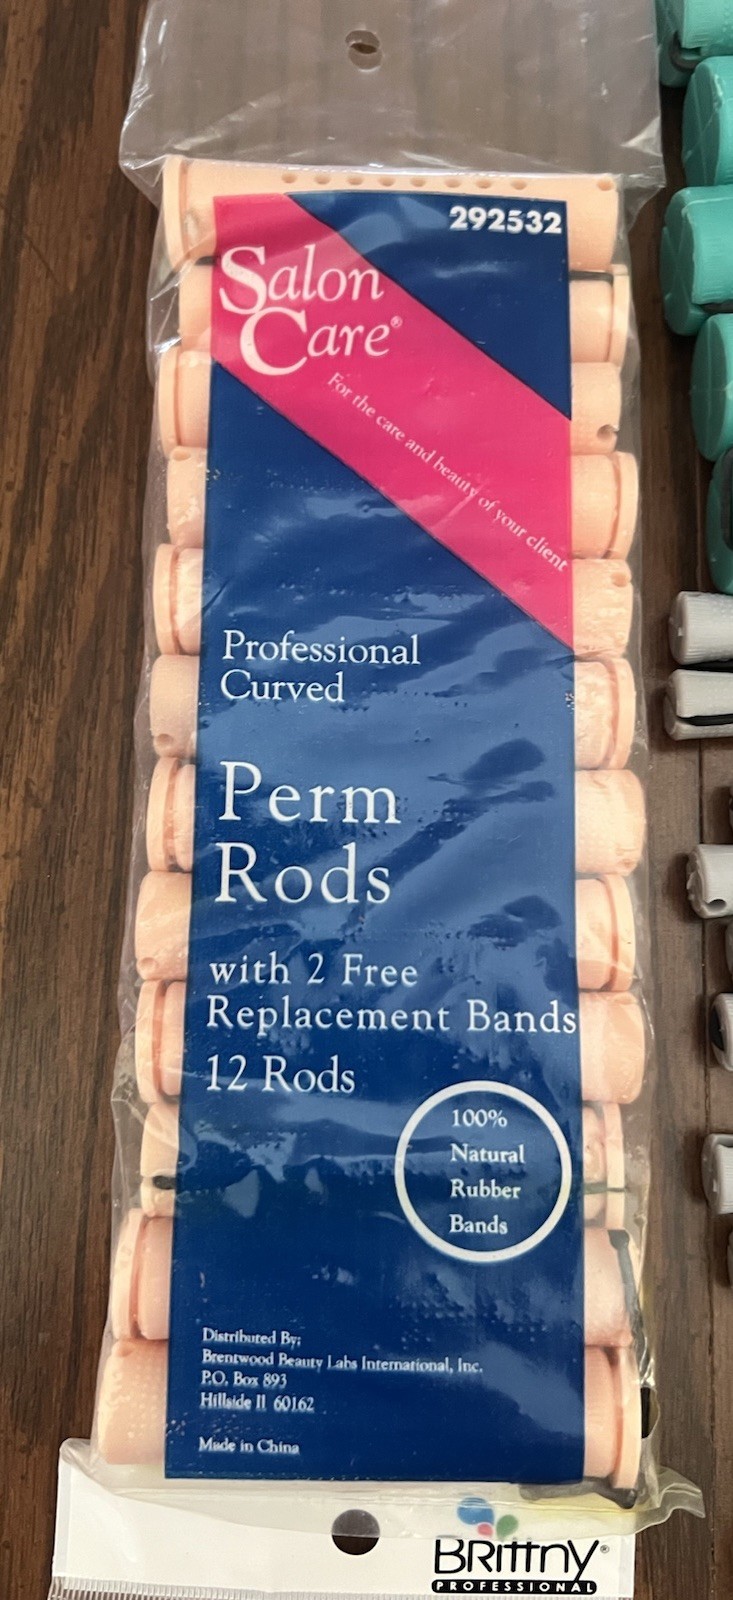 292532
Salon
Care®
For the care and beauty of your client
Professional
Curved
Perm
Rods
with 2 Free
Replacement Bands
12 Rods
100%
Natural
Rubber
Bands
Distributed By;
Brentwood Beauty Labs International, Inc.
P.O. Box 893
Hillside Il 60162
Made in China
BRittny®
PROFESSIONAL